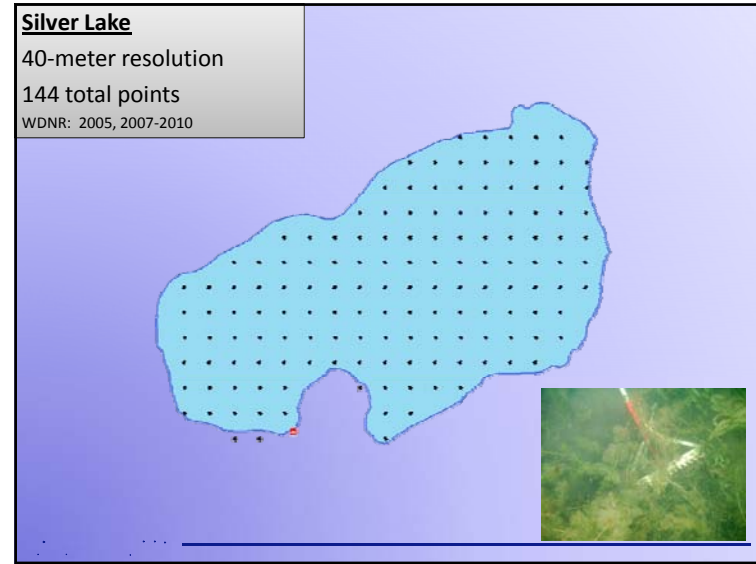 Silver Lake
40-meter resolution
144 total points
WDNR: 2005, 2007-2010